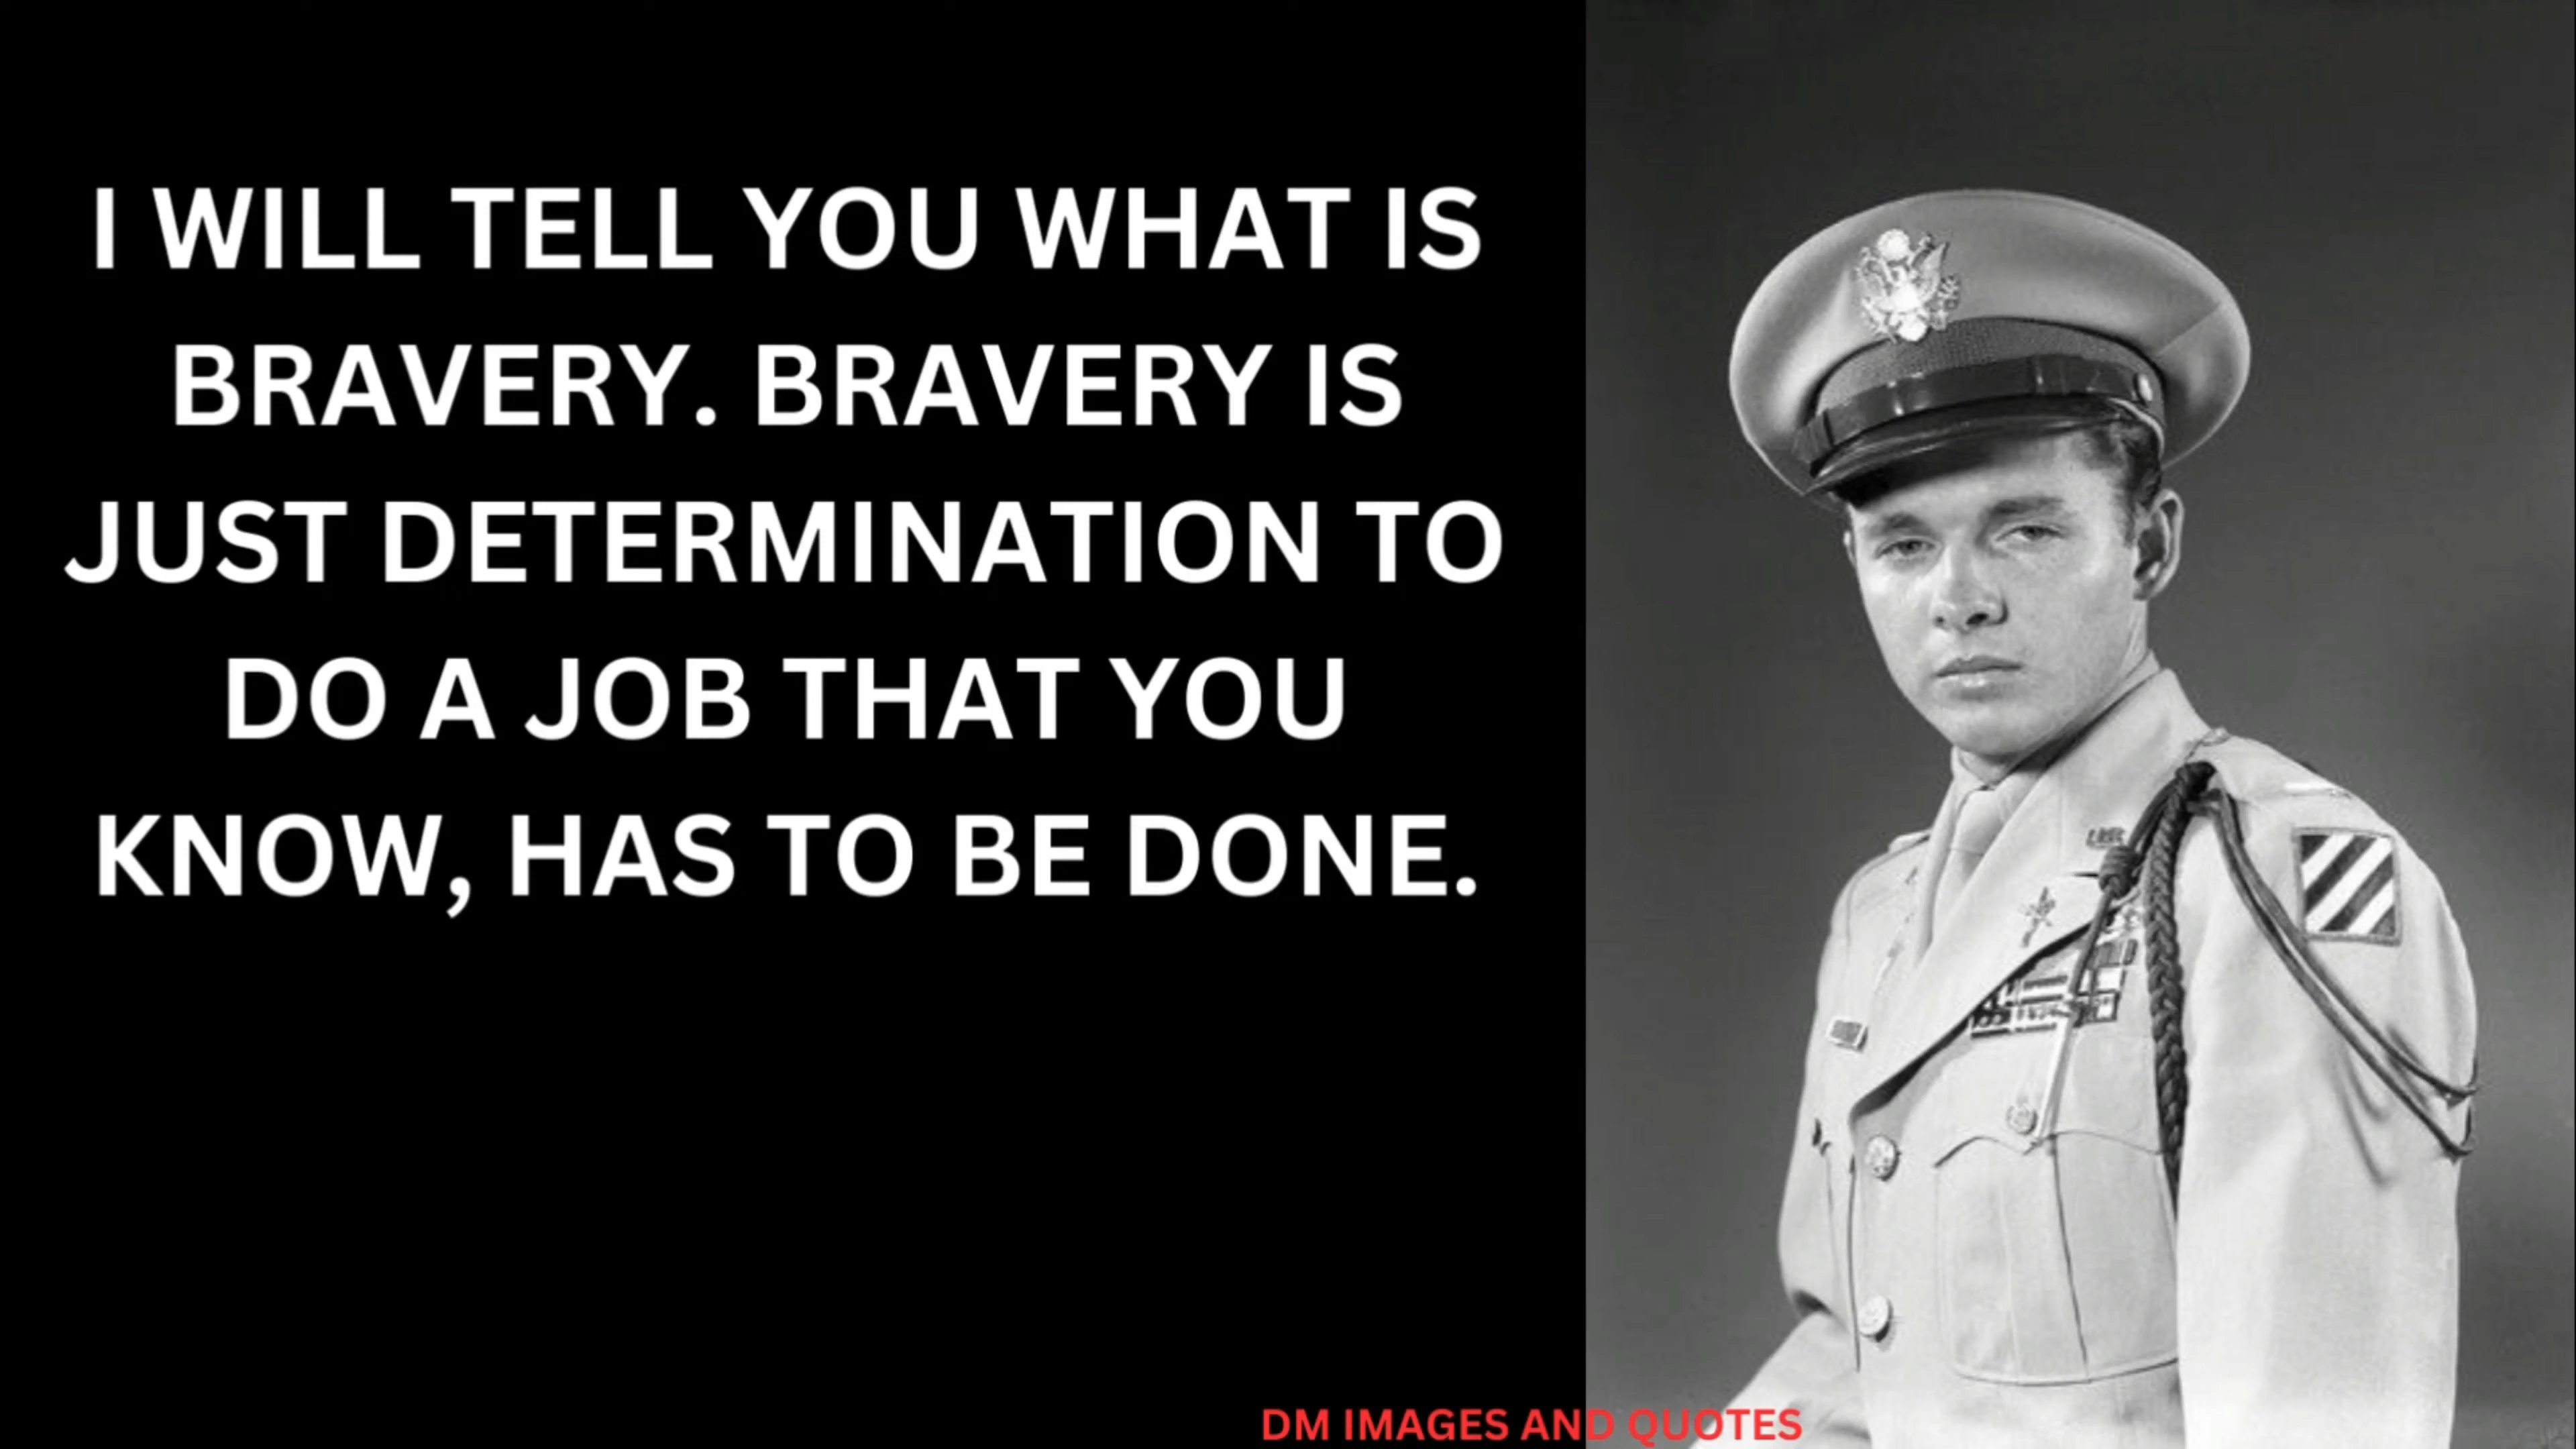 I WILL TELL YOU WHAT IS
BRAVERY. BRAVERY IS
JUST DETERMINATION TO
DO A JOB THAT YOU
KNOW, HAS TO BE DONE.
DM IMAGES AND QUOTES